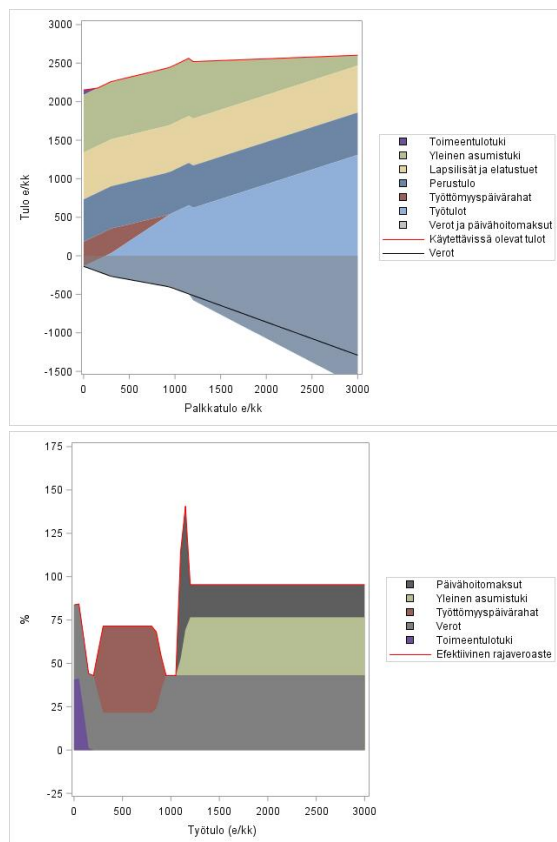 3000
2500
2000
1500
1000
500
0
-500
-1000
-1500
Tulo e/kk
0
500
1000
1500
2000
2500
3000
Palkkatulo e/kk
Toimeentulotuki
Yleinen asumistuki
Lapsilisät ja elatustuet
Perustulo
Työttömyyspäivärahat
Työtulot
Verot ja päivähoitomaksut
Käytettävissä olevat tulot
Verot
175
150
125
100
75
50
25
0
-25
%
0
500
1000
1500
2000
2500
3000
Työtulo (e/kk)
Päivähoitomaksut
Yleinen asumistuki
Työttömyyspäivärahat
Verot
Toimeentulotuki
Efektiivinen rajaveroaste